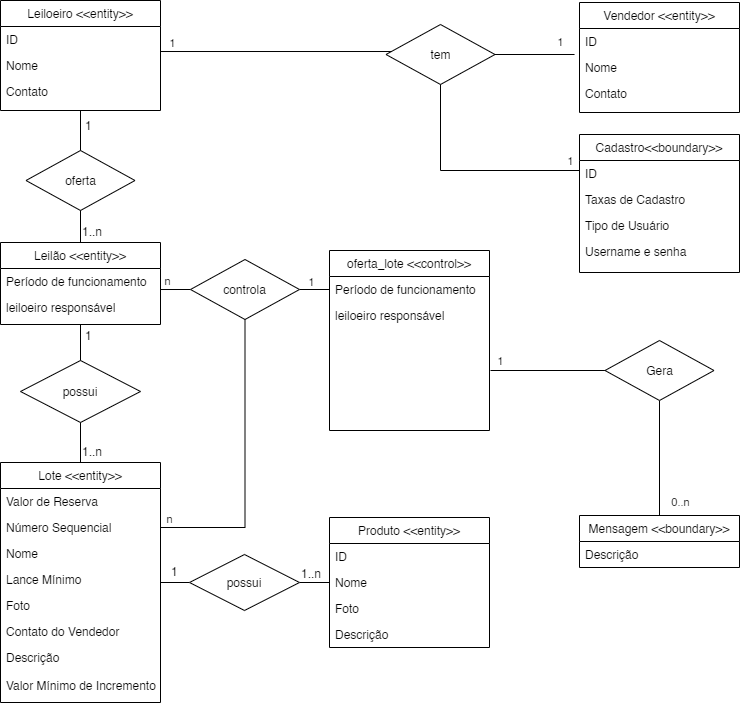 Leiloeiro <<entity>>
ID
Nome
Contato
1
tem
1
Vendedor <<entity>>
ID
Nome
Contato
1
Cadastro<<boundary>>
ID
Taxas de Cadastro
Tipo de Usuário
Username e senha
1
oferta
1..n
Leilão <<entity>>
Período de funcionamento
leiloeiro responsável
n
controla
1
oferta_lote <<control>>
Período de funcionamento
leiloeiro responsável
1
possui
1..n
1
Gera
0..n
Mensagem <<boundary>>
Descrição
Lote <<entity>>
Valor de Reserva
Número Sequencial
Nome
Lance Mínimo
Foto
Contato do Vendedor
Descrição
Valor Mínimo de Incremento
n
1
possui
1..n
Produto <<entity>>
ID
Nome
Foto
Descrição